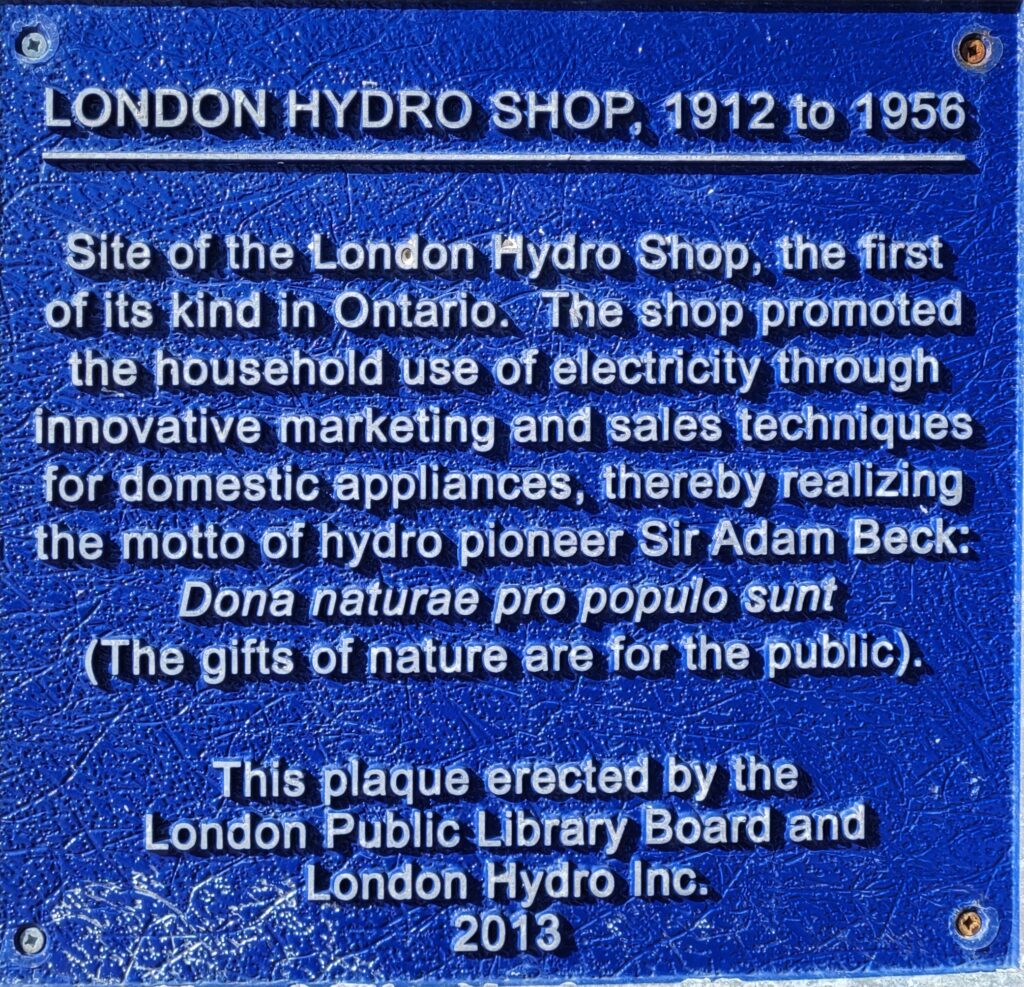 LONDON HYDRO SHOP, 1912 to 1956
Site of the London Hydro Shop, the first
of its kind in Ontario. The shop promoted
the household use of electricity through
innovative marketing and sales techniques
for domestic appliances, thereby realizing
the motto of hydro pioneer Sir Adam Beck:
Dona naturae pro populo sunt
(The gifts of nature are for the public).
This plaque erected by the
London Public Library Board and
London Hydro Inc.
2013